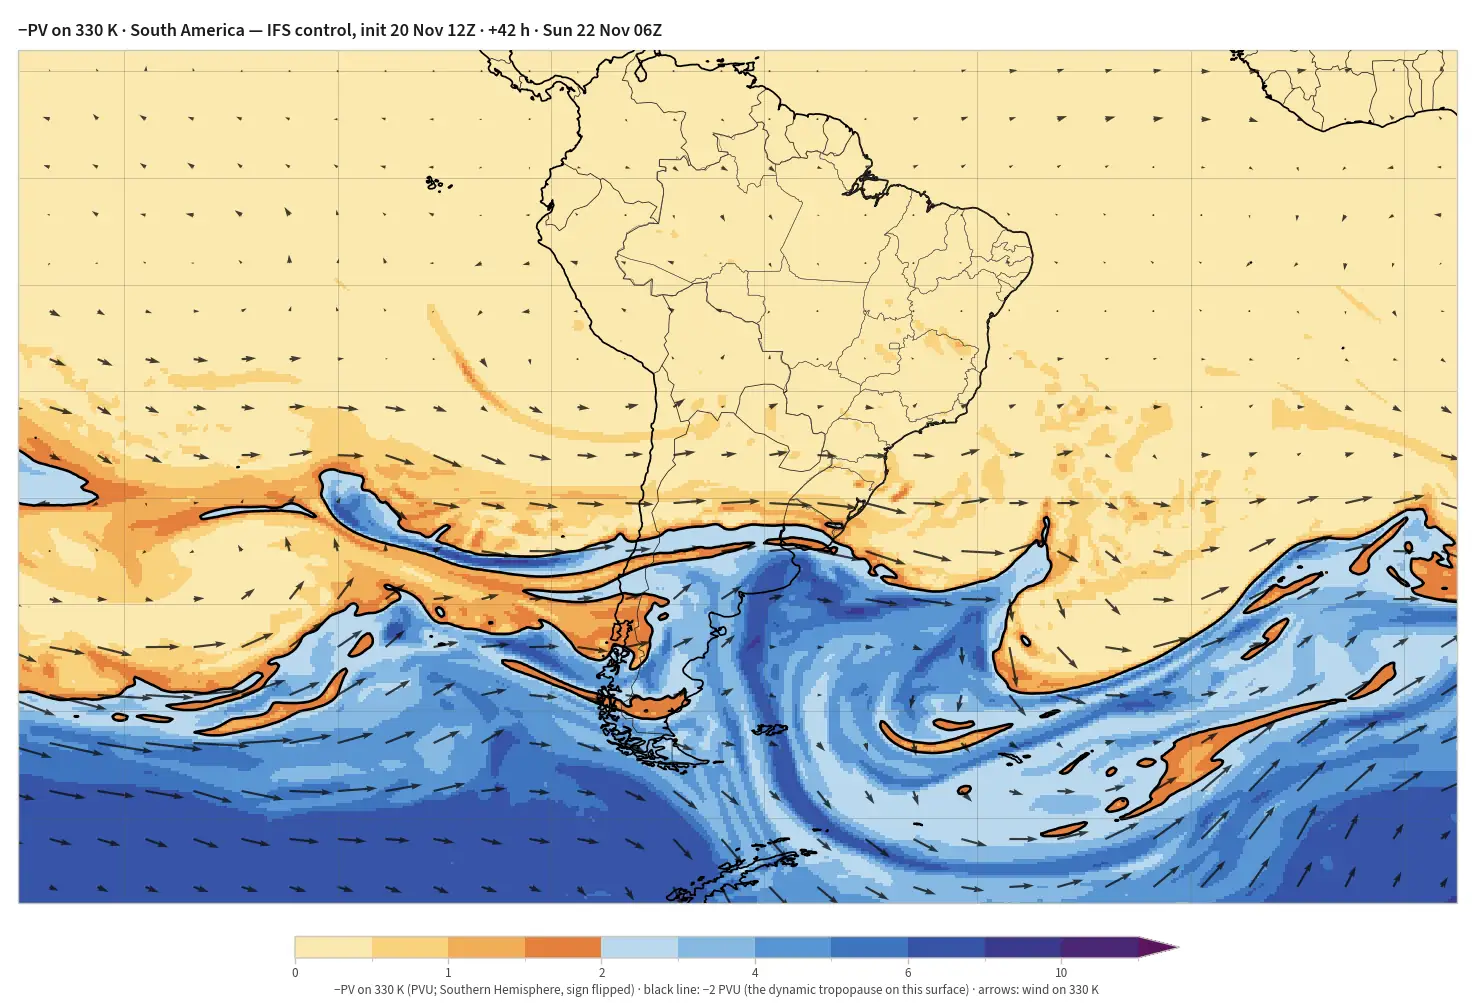 −PV on 330 K · South America — IFS control, init 20 Nov 12Z · +42 h · Sun 22 Nov 06Z
0 1 2 4 6 10
−PV on 330 K (PVU; Southern Hemisphere, sign flipped) · black line: −2 PVU (the dynamic tropopause on this surface) · arrows: wind on 330 K